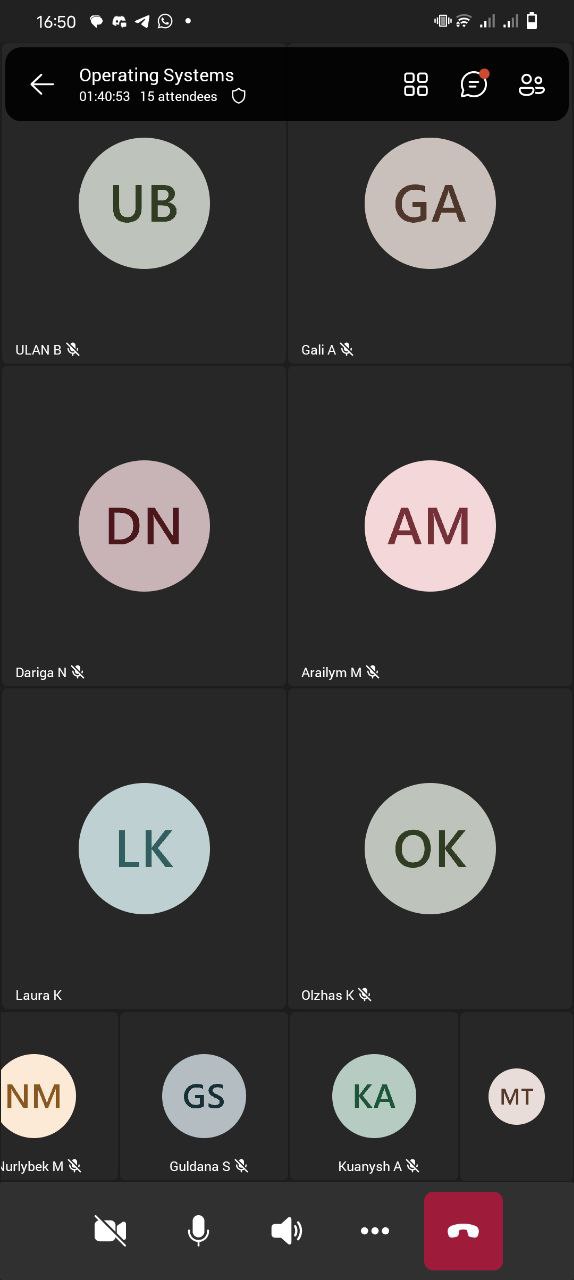 16:50
Operating Systems
01:40:53 15 attendees
UB
GA
ULAN B
Gali A
DN
AM
Dariga N
Arailym M
LK
OK
Laura K
Olzhas K
NM
GS
KA
MT
Nurlybek M
Guldana S
Kuanysh A